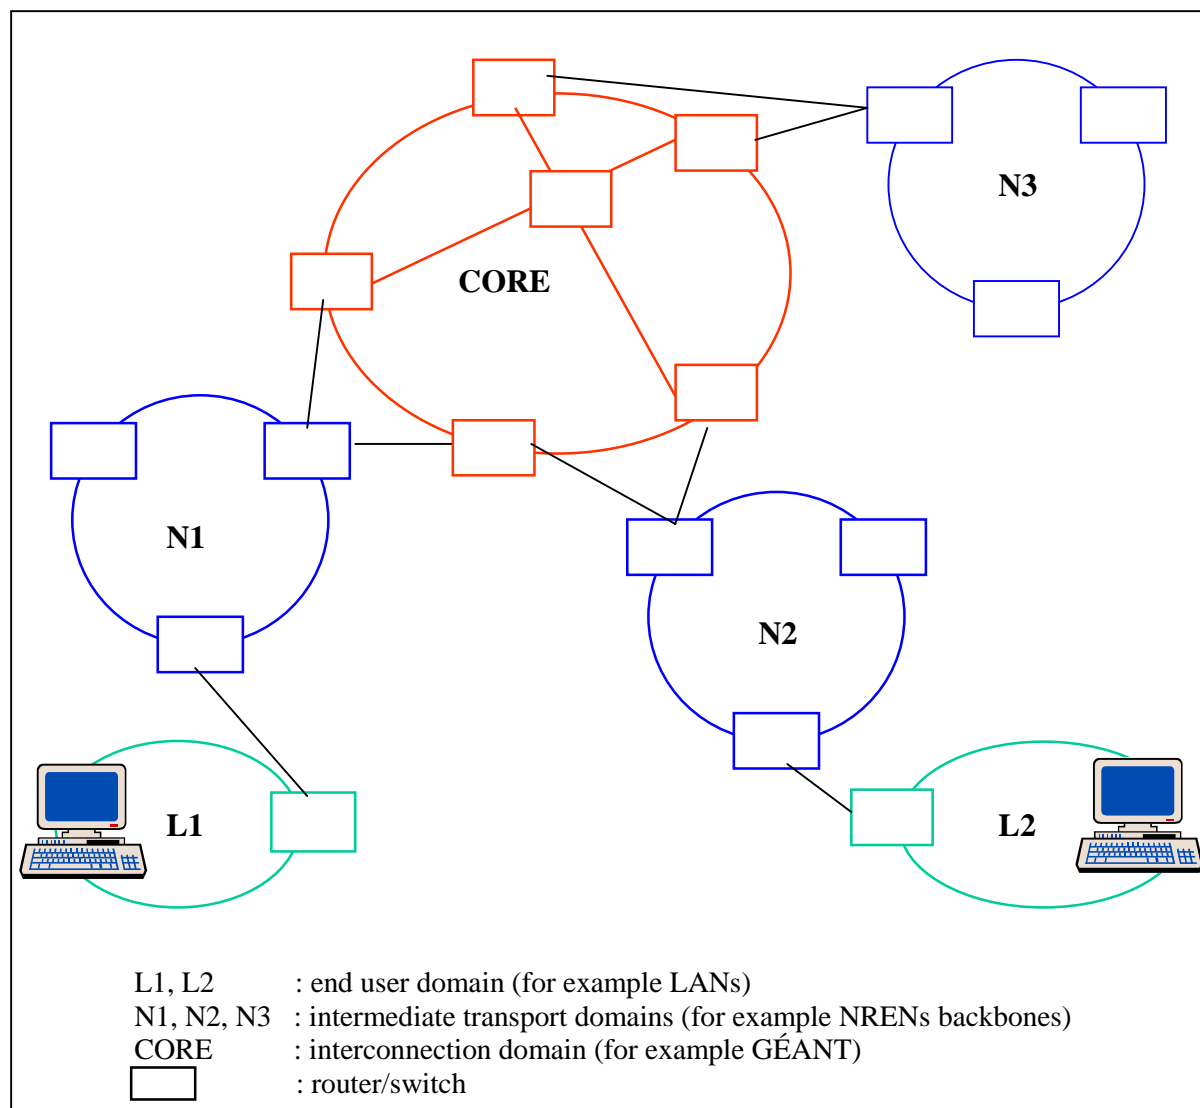 N3
CORE
N1
N2
L1
L2
L1, L2 : end user domain (for example LANs)
N1, N2, N3 : intermediate transport domains (for example NRENs backbones)
CORE : interconnection domain (for example GÉANT)
: router/switch